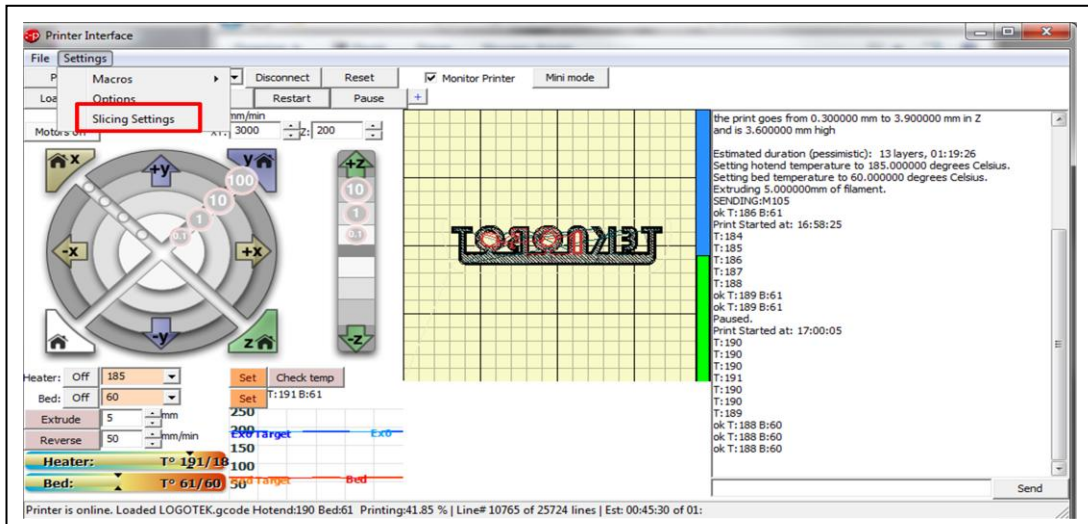 Printer Interface
File Settings
Macros
Options
Slicing Settings
Disconnect Reset Monitor Printer Mini mode
Restart Pause +
mm/min
3000 Z: 200
+y
-y
+x
-x
+z
-z
X
y
z
100
10
1
0.1
10
1
0.1
Heater: Off 185 Set Check temp
Bed: Off 60 Set T:191 B:61
Extrude 5 mm
Reverse 50 mm/min
Heater: T° 191/18
Bed: T° 61/60
250
200
150
100
50
Ex0 Target Ex0
Bed
the print goes from 0.300000 mm to 3.900000 mm in Z
and is 3.600000 mm high
Estimated duration (pessimistic): 13 layers, 01:19:26
Setting hotend temperature to 185.000000 degrees Celsius.
Setting bed temperature to 60.000000 degrees Celsius.
Extruding 5.000000mm of filament.
SENDING:M105
ok T:186 B:61
Print Started at: 16:58:25
T:184
T:185
T:186
T:187
T:188
ok T:189 B:61
ok T:189 B:61
Paused.
Print Started at: 17:00:05
T:190
T:190
T:190
T:191
T:190
T:190
T:189
ok T:188 B:60
ok T:188 B:60
ok T:188 B:60
Send
Printer is online. Loaded LOGOTEK.gcode Hotend:190 Bed:61 Printing:41.85 % | Line# 10765 of 25724 lines | Est: 00:45:30 of 01: